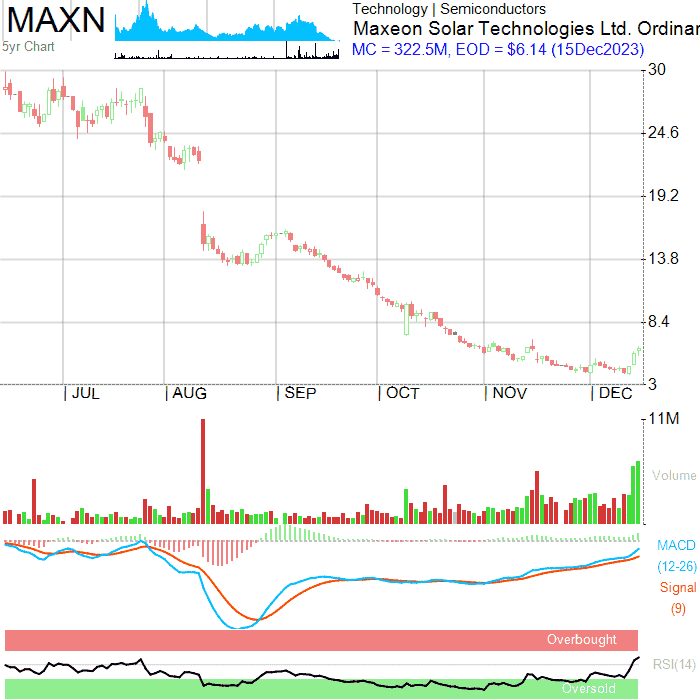 MAXN
5yr Chart
Technology | Semiconductors
Maxeon Solar Technologies Ltd. Ordinar
MC = 322.5M, EOD = $6.14 (15Dec2023)
30
24.6
19.2
13.8
8.4
3
JUL
AUG
SEP
OCT
NOV
DEC
11M
Volume
MACD
(12-26)
Signal
(9)
Overbought
RSI(14)
Oversold